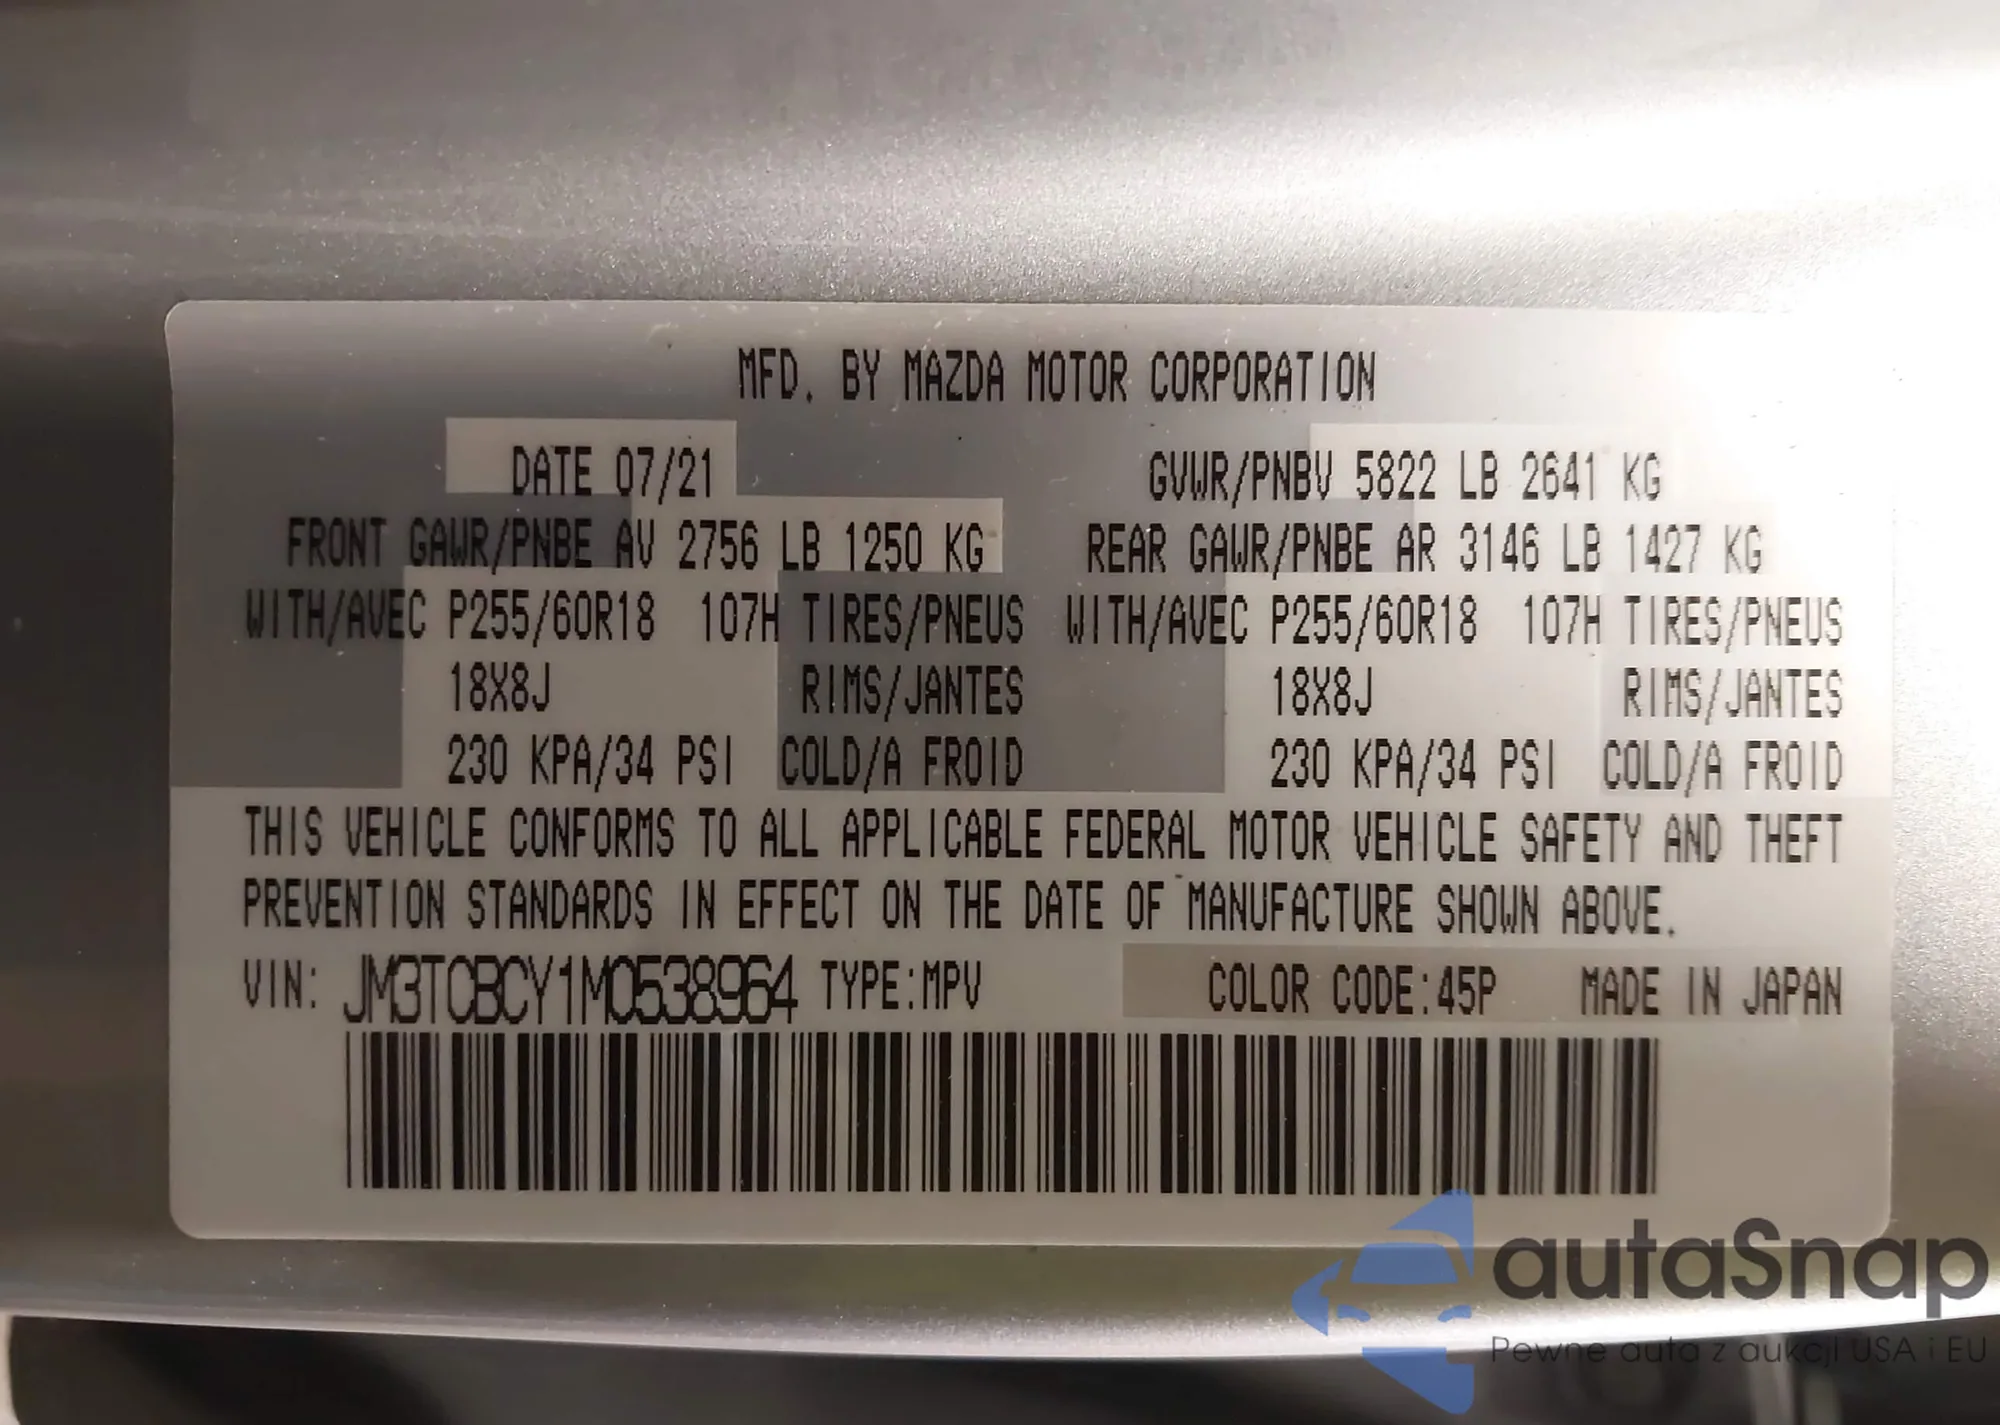 MFD. BY MAZDA MOTOR CORPORATION
DATE 07/21 GVWR/PNBV 5822 LB 2641 KG
FRONT GAWR/PNBE AV 2756 LB 1250 KG REAR GAWR/PNBE AR 3146 LB 1427 KG
WITH/AVEC P255/60R18 107H TIRES/PNEUS WITH/AVEC P255/60R18 107H TIRES/PNEUS
18X8J RIMS/JANTES 18X8J RIMS/JANTES
230 KPA/34 PSI COLD/A FROID 230 KPA/34 PSI COLD/A FROID
THIS VEHICLE CONFORMS TO ALL APPLICABLE FEDERAL MOTOR VEHICLE SAFETY AND THEFT
PREVENTION STANDARDS IN EFFECT ON THE DATE OF MANUFACTURE SHOWN ABOVE.
VIN: JM3TCBCY1M0538964 TYPE:MPV COLOR CODE:45P MADE IN JAPAN
autaSnap
Pewne auta z aukcji USA i EU